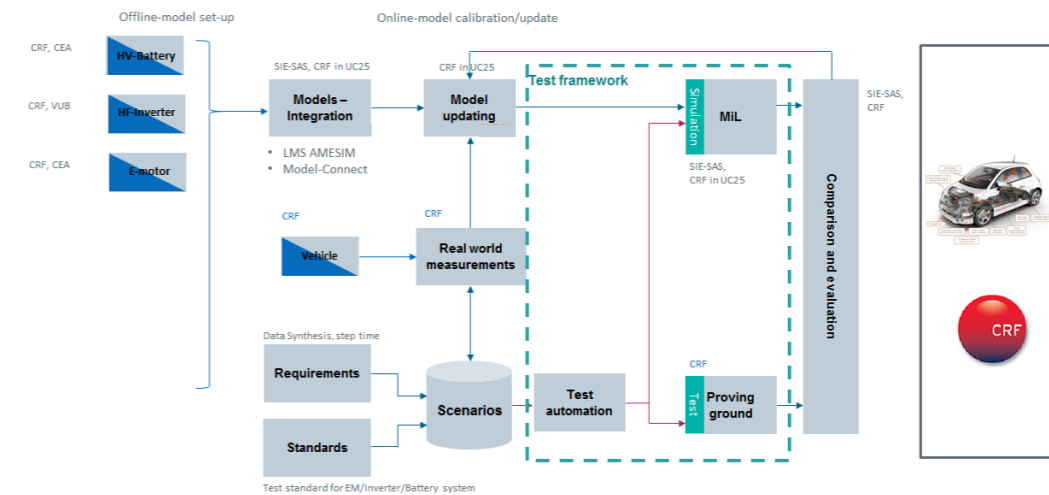 Offline-model set-up
Online-model calibration/update
CRF, CEA
HV-Battery
CRF, VUB
HF-Inverter
CRF, CEA
E-motor
SIE-SAS, CRF in UC25
Models –
Integration
• LMS AMESIM
• Model-Connect
CRF in UC25
Model
updating
Test framework
Simulation
MiL
SIE-SAS,
CRF in UC25
SIE-SAS,
CRF
Comparison and evaluation
CRF
Vehicle
CRF
Real world
measurements
Data Synthesis, step time
Requirements
Standards
Test standard for EM/Inverter/Battery system
Scenarios
Test
automation
CRF
Test
Proving
ground
CRF